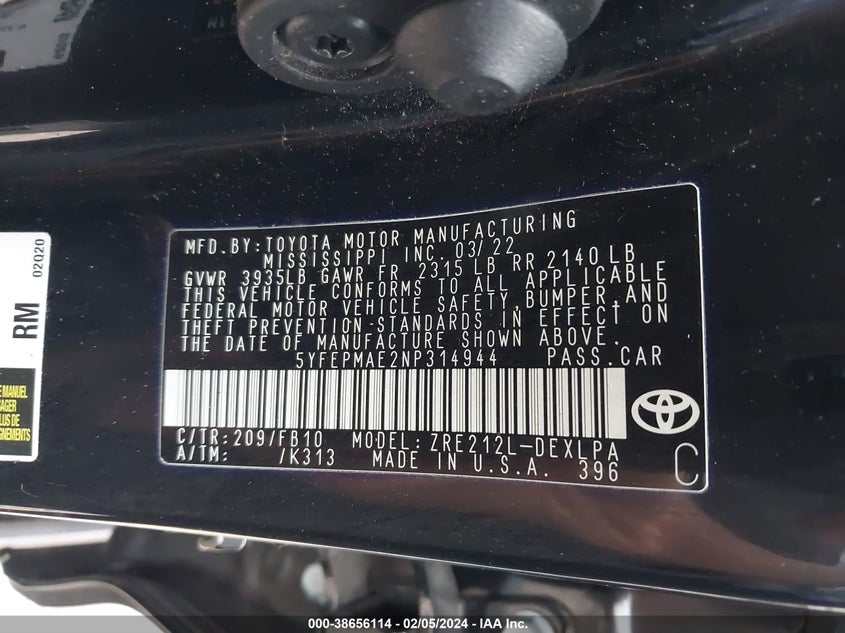 MFD. BY: TOYOTA MOTOR MANUFACTURING
MISSISSIPPI INC. 03/22
GVWR 3935LB GAWR FR 2315 LB RR 2140 LB
THIS VEHICLE CONFORMS TO ALL APPLICABLE
FEDERAL MOTOR VEHICLE SAFETY, BUMPER, AND
THEFT PREVENTION STANDARDS IN EFFECT ON
THE DATE OF MANUFACTURE SHOWN ABOVE.
5YFEPMAE2NP314944 PASS. CAR
C/TR: 209/FB10 MODEL: ZRE212L-DEXLPA
A/TM: /K313 MADE IN U.S.A. 396
C
RM
02Q20
000-38656114 - 02/05/2024 - IAA Inc.